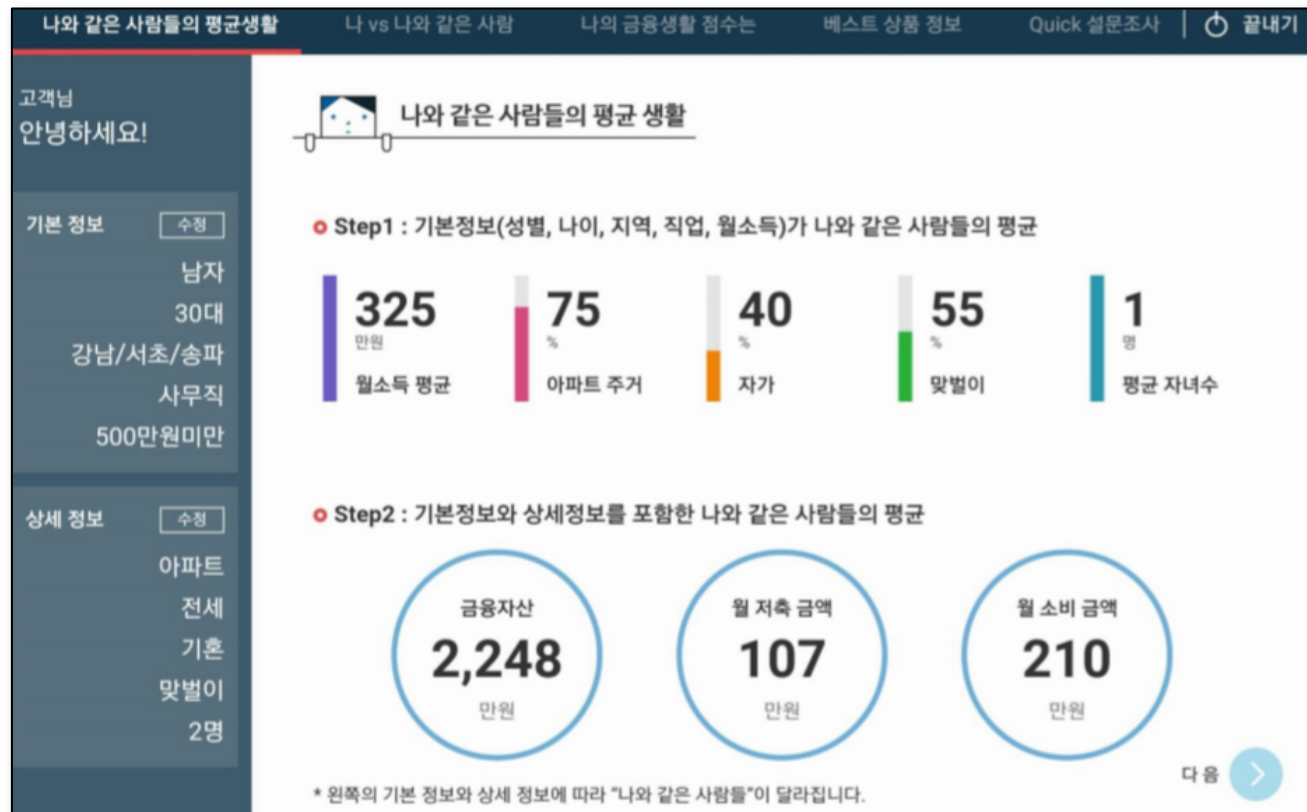 나와 같은 사람들의 평균생활
나 vs 나와 같은 사람
나의 금융생활 점수는
베스트 상품 정보
Quick 설문조사
끝내기
고객님
안녕하세요!
기본 정보
수정
남자
30대
강남/서초/송파
사무직
500만원미만
상세 정보
수정
아파트
전세
기혼
맞벌이
2명
나와 같은 사람들의 평균 생활
Step1 : 기본정보(성별, 나이, 지역, 직업, 월소득)가 나와 같은 사람들의 평균
325
만원
월소득 평균
75
%
아파트 주거
40
%
자가
55
%
맞벌이
1
명
평균 자녀수
Step2 : 기본정보와 상세정보를 포함한 나와 같은 사람들의 평균
금융자산
2,248
만원
월 저축 금액
107
만원
월 소비 금액
210
만원
다음
* 왼쪽의 기본 정보와 상세 정보에 따라 “나와 같은 사람들”이 달라집니다.